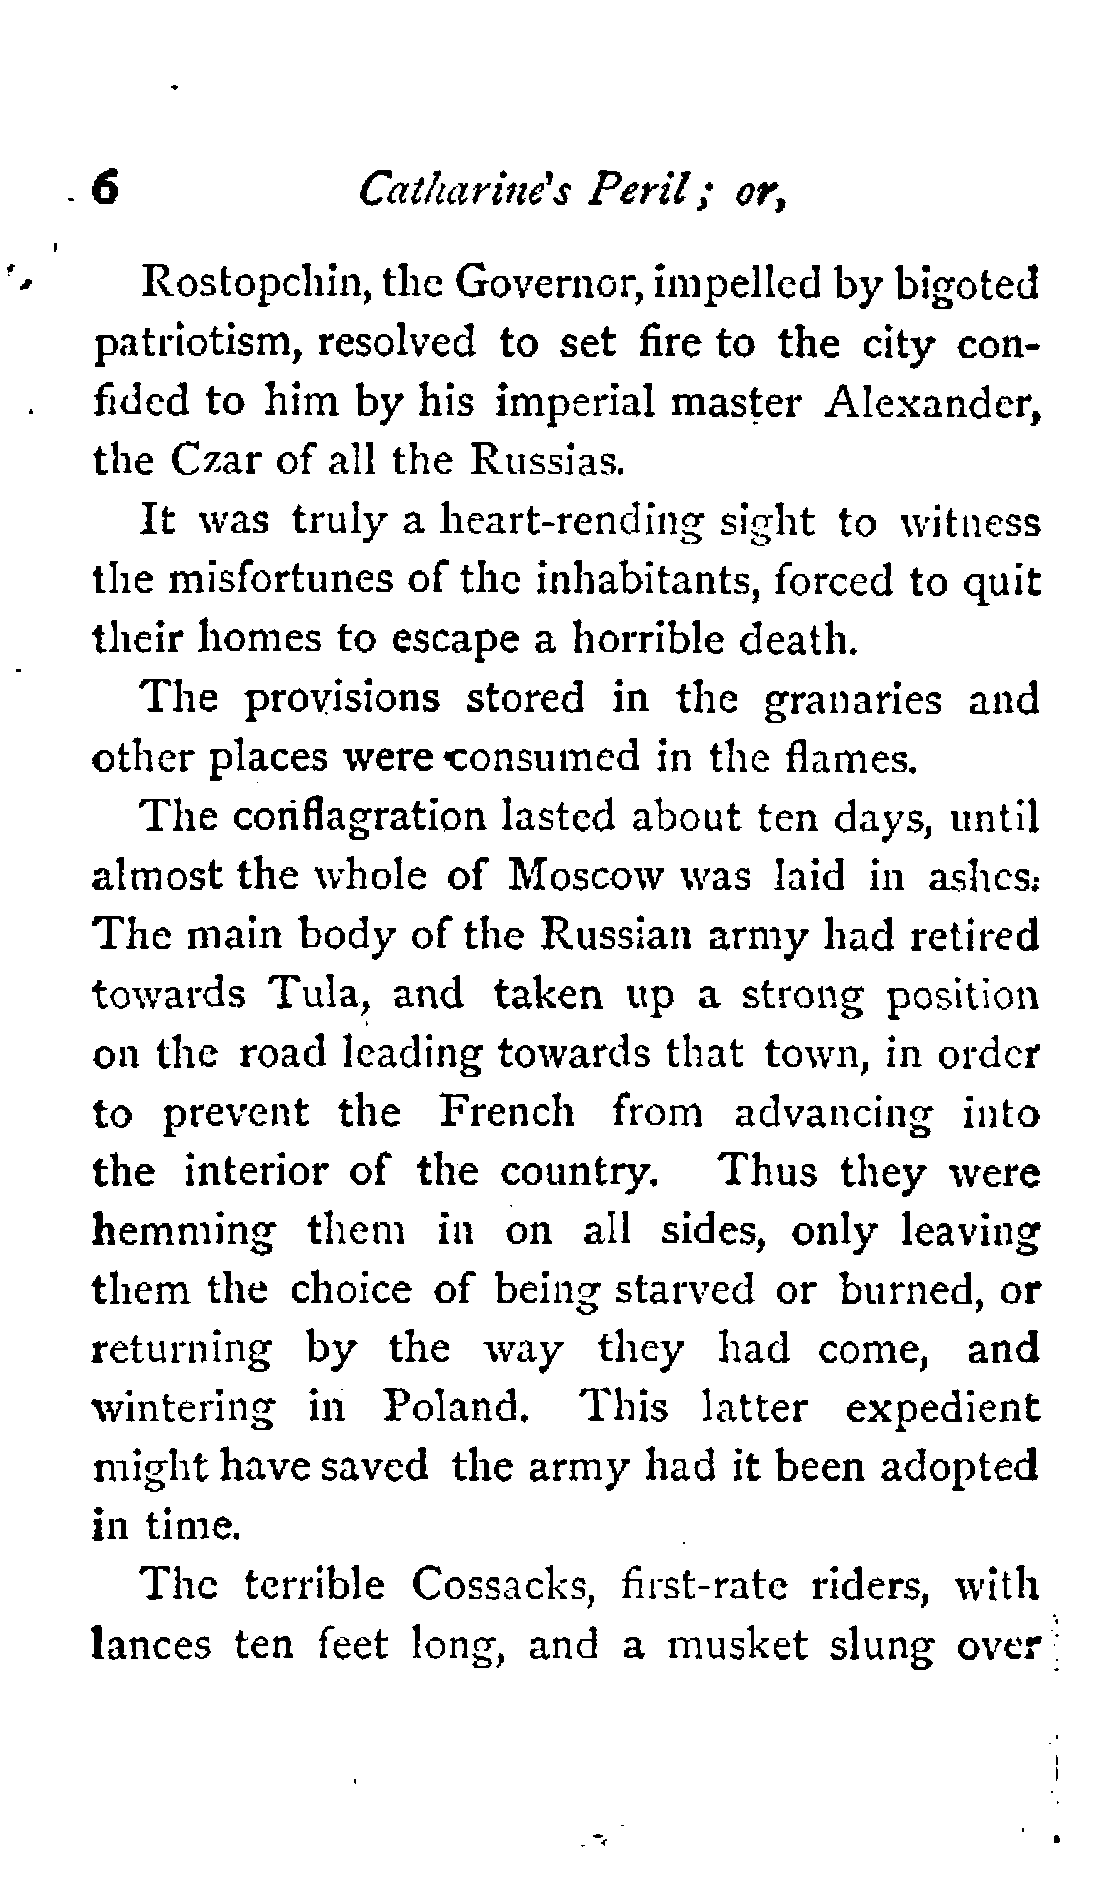 6 Catharine's Peril; or,
Rostopchin, the Governor, impelled by bigoted
patriotism, resolved to set fire to the city con-
fided to him by his imperial master Alexander,
the Czar of all the Russias.
It was truly a heart-rending sight to witness
the misfortunes of the inhabitants, forced to quit
their homes to escape a horrible death.
The provisions stored in the granaries and
other places were consumed in the flames.
The conflagration lasted about ten days, until
almost the whole of Moscow was laid in ashes.
The main body of the Russian army had retired
towards Tula, and taken up a strong position
on the road leading towards that town, in order
to prevent the French from advancing into
the interior of the country. Thus they were
hemming them in on all sides, only leaving
them the choice of being starved or burned, or
returning by the way they had come, and
wintering in Poland. This latter expedient
might have saved the army had it been adopted
in time.
The terrible Cossacks, first-rate riders, with
lances ten feet long, and a musket slung over